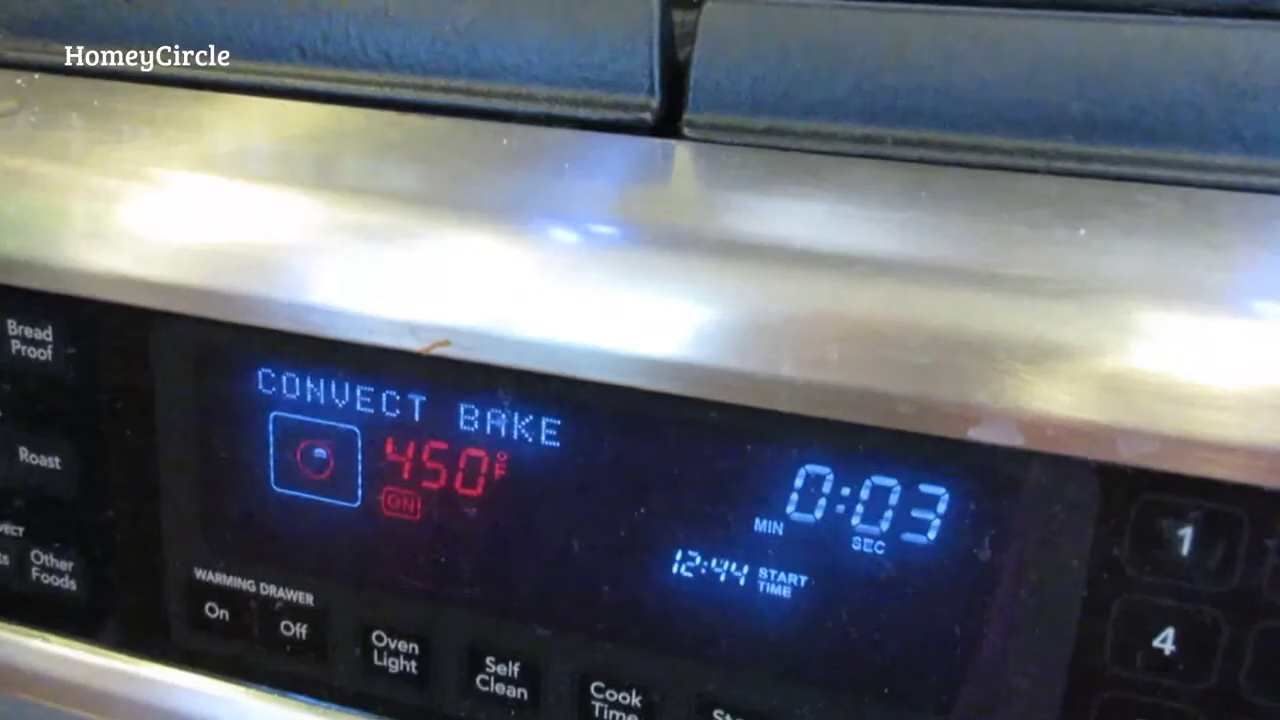 HomeyCircle
Bread
Proof
CONVECT BAKE
450°F
ON
0:03
MIN
SEC
12:44 START
TIME
Roast
Other
Foods
WARMING DRAWER
On
Off
Oven
Light
Self
Clean
Cook
Time
1
4